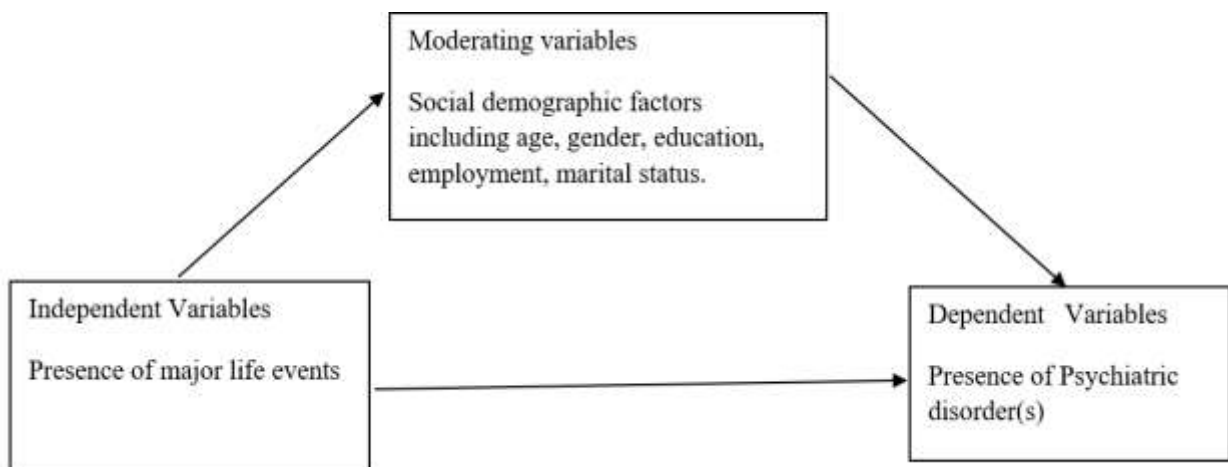 Moderating variables
Social demographic factors
including age, gender, education,
employment, marital status.
Independent Variables
Presence of major life events
Dependent Variables
Presence of Psychiatric
disorder(s)